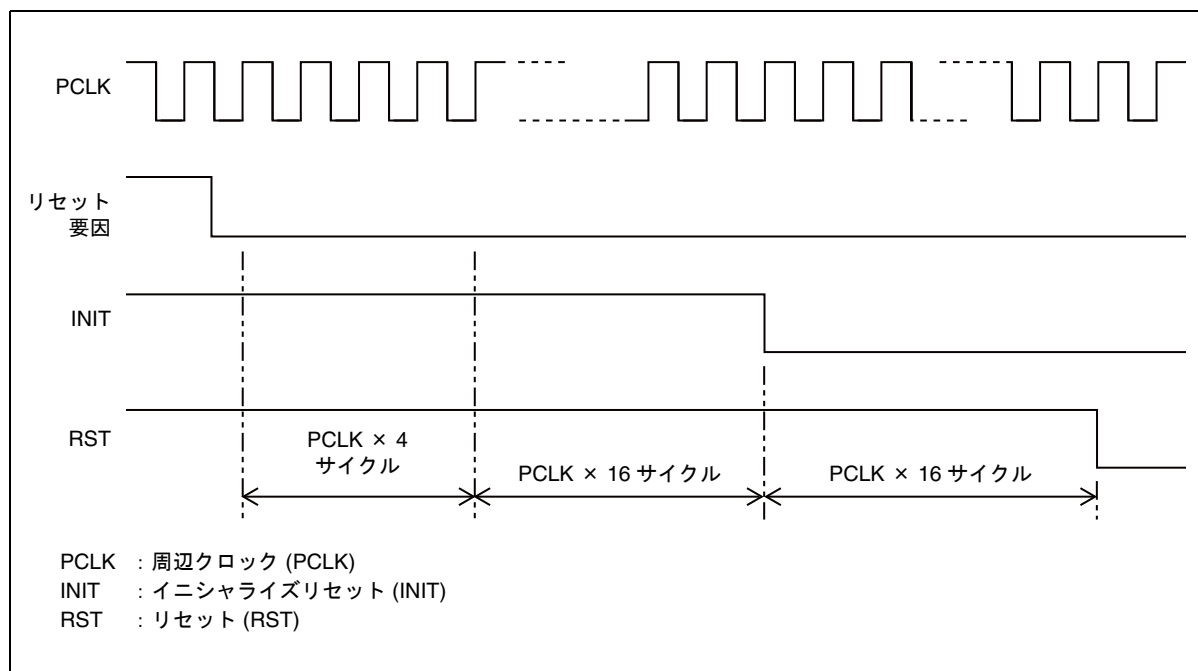 PCLK
リセット
要因
INIT
RST
PCLK × 4
サイクル
PCLK × 16 サイクル
PCLK × 16 サイクル
PCLK : 周辺クロック (PCLK)
INIT : イニシャライズリセット (INIT)
RST : リセット (RST)